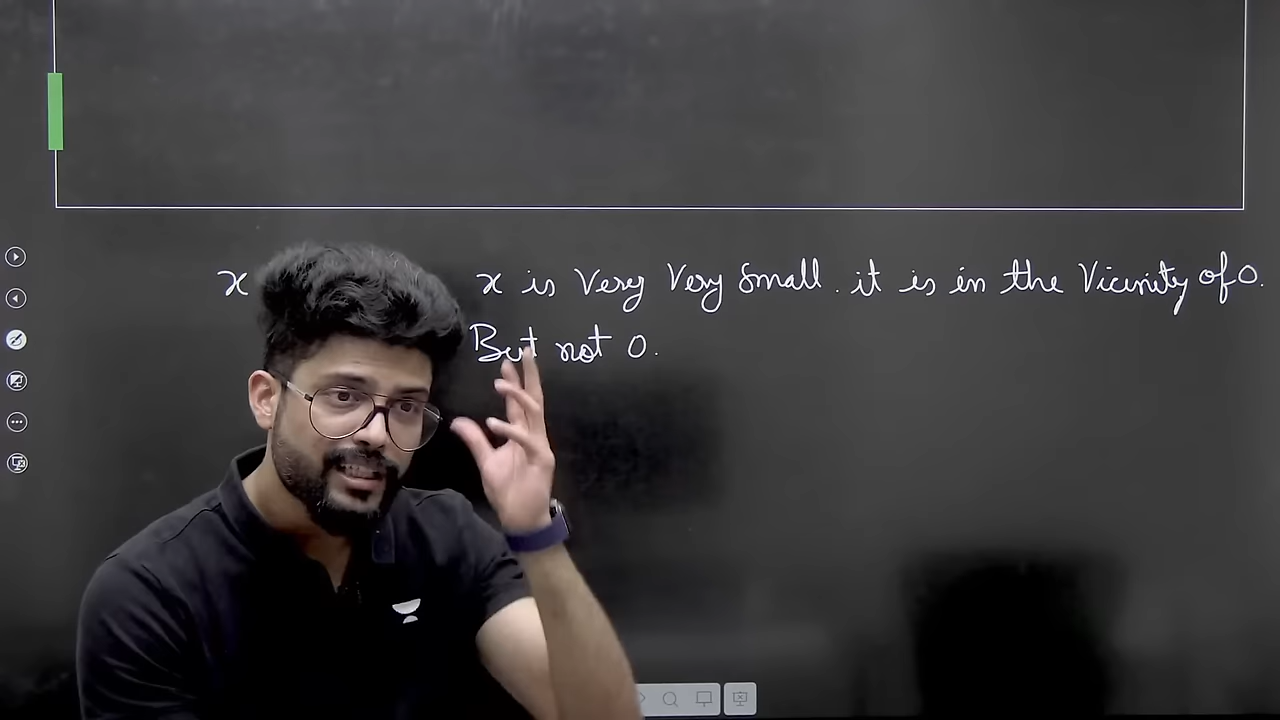 x x is Very Very Small. it is in the Vicinity of 0.
But not 0.